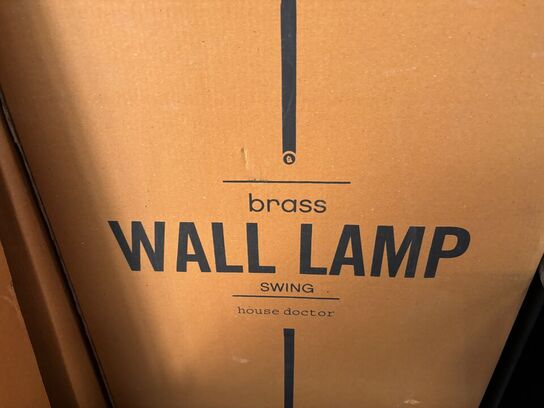 brass
WALL LAMP
SWING
house doctor